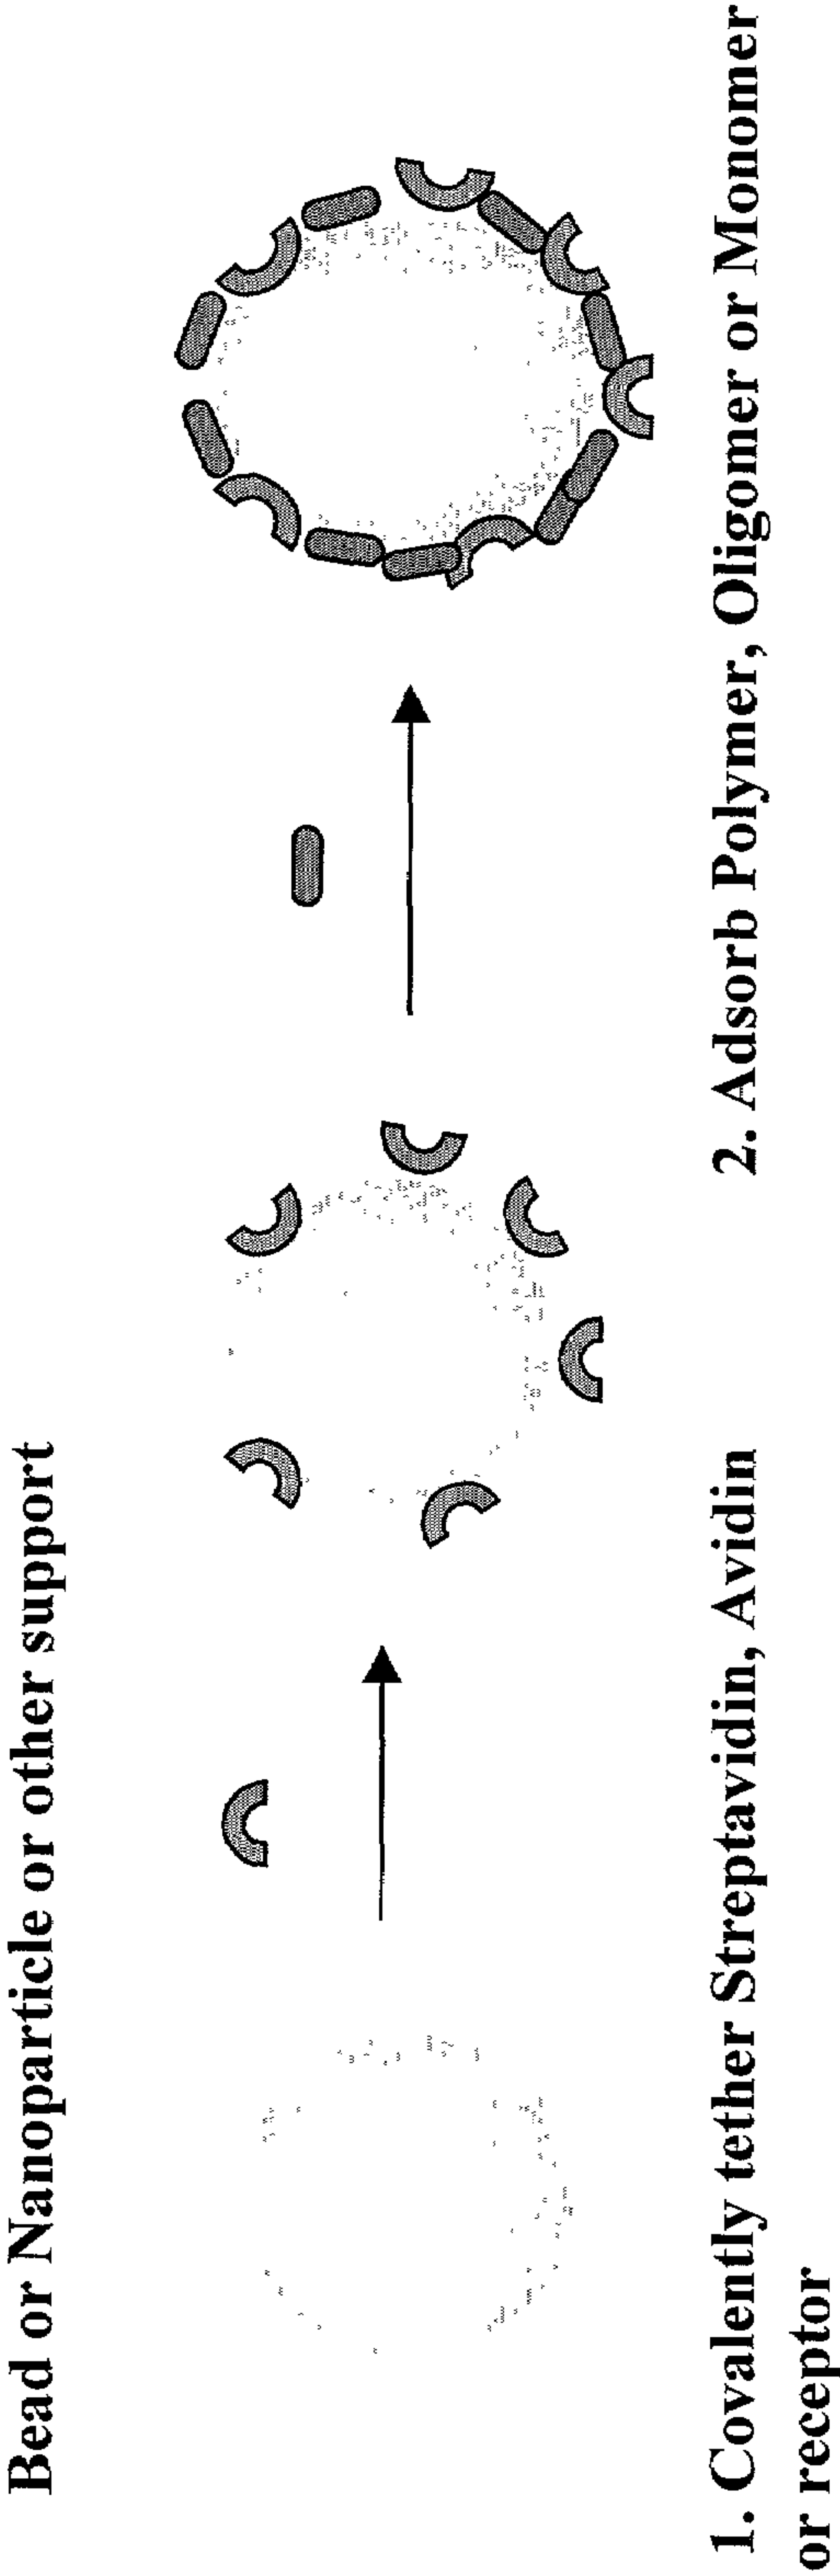 Bead or Nanoparticle or other support
1. Covalently tether Streptavidin, Avidin
or receptor
2. Adsorb Polymer, Oligomer or Monomer